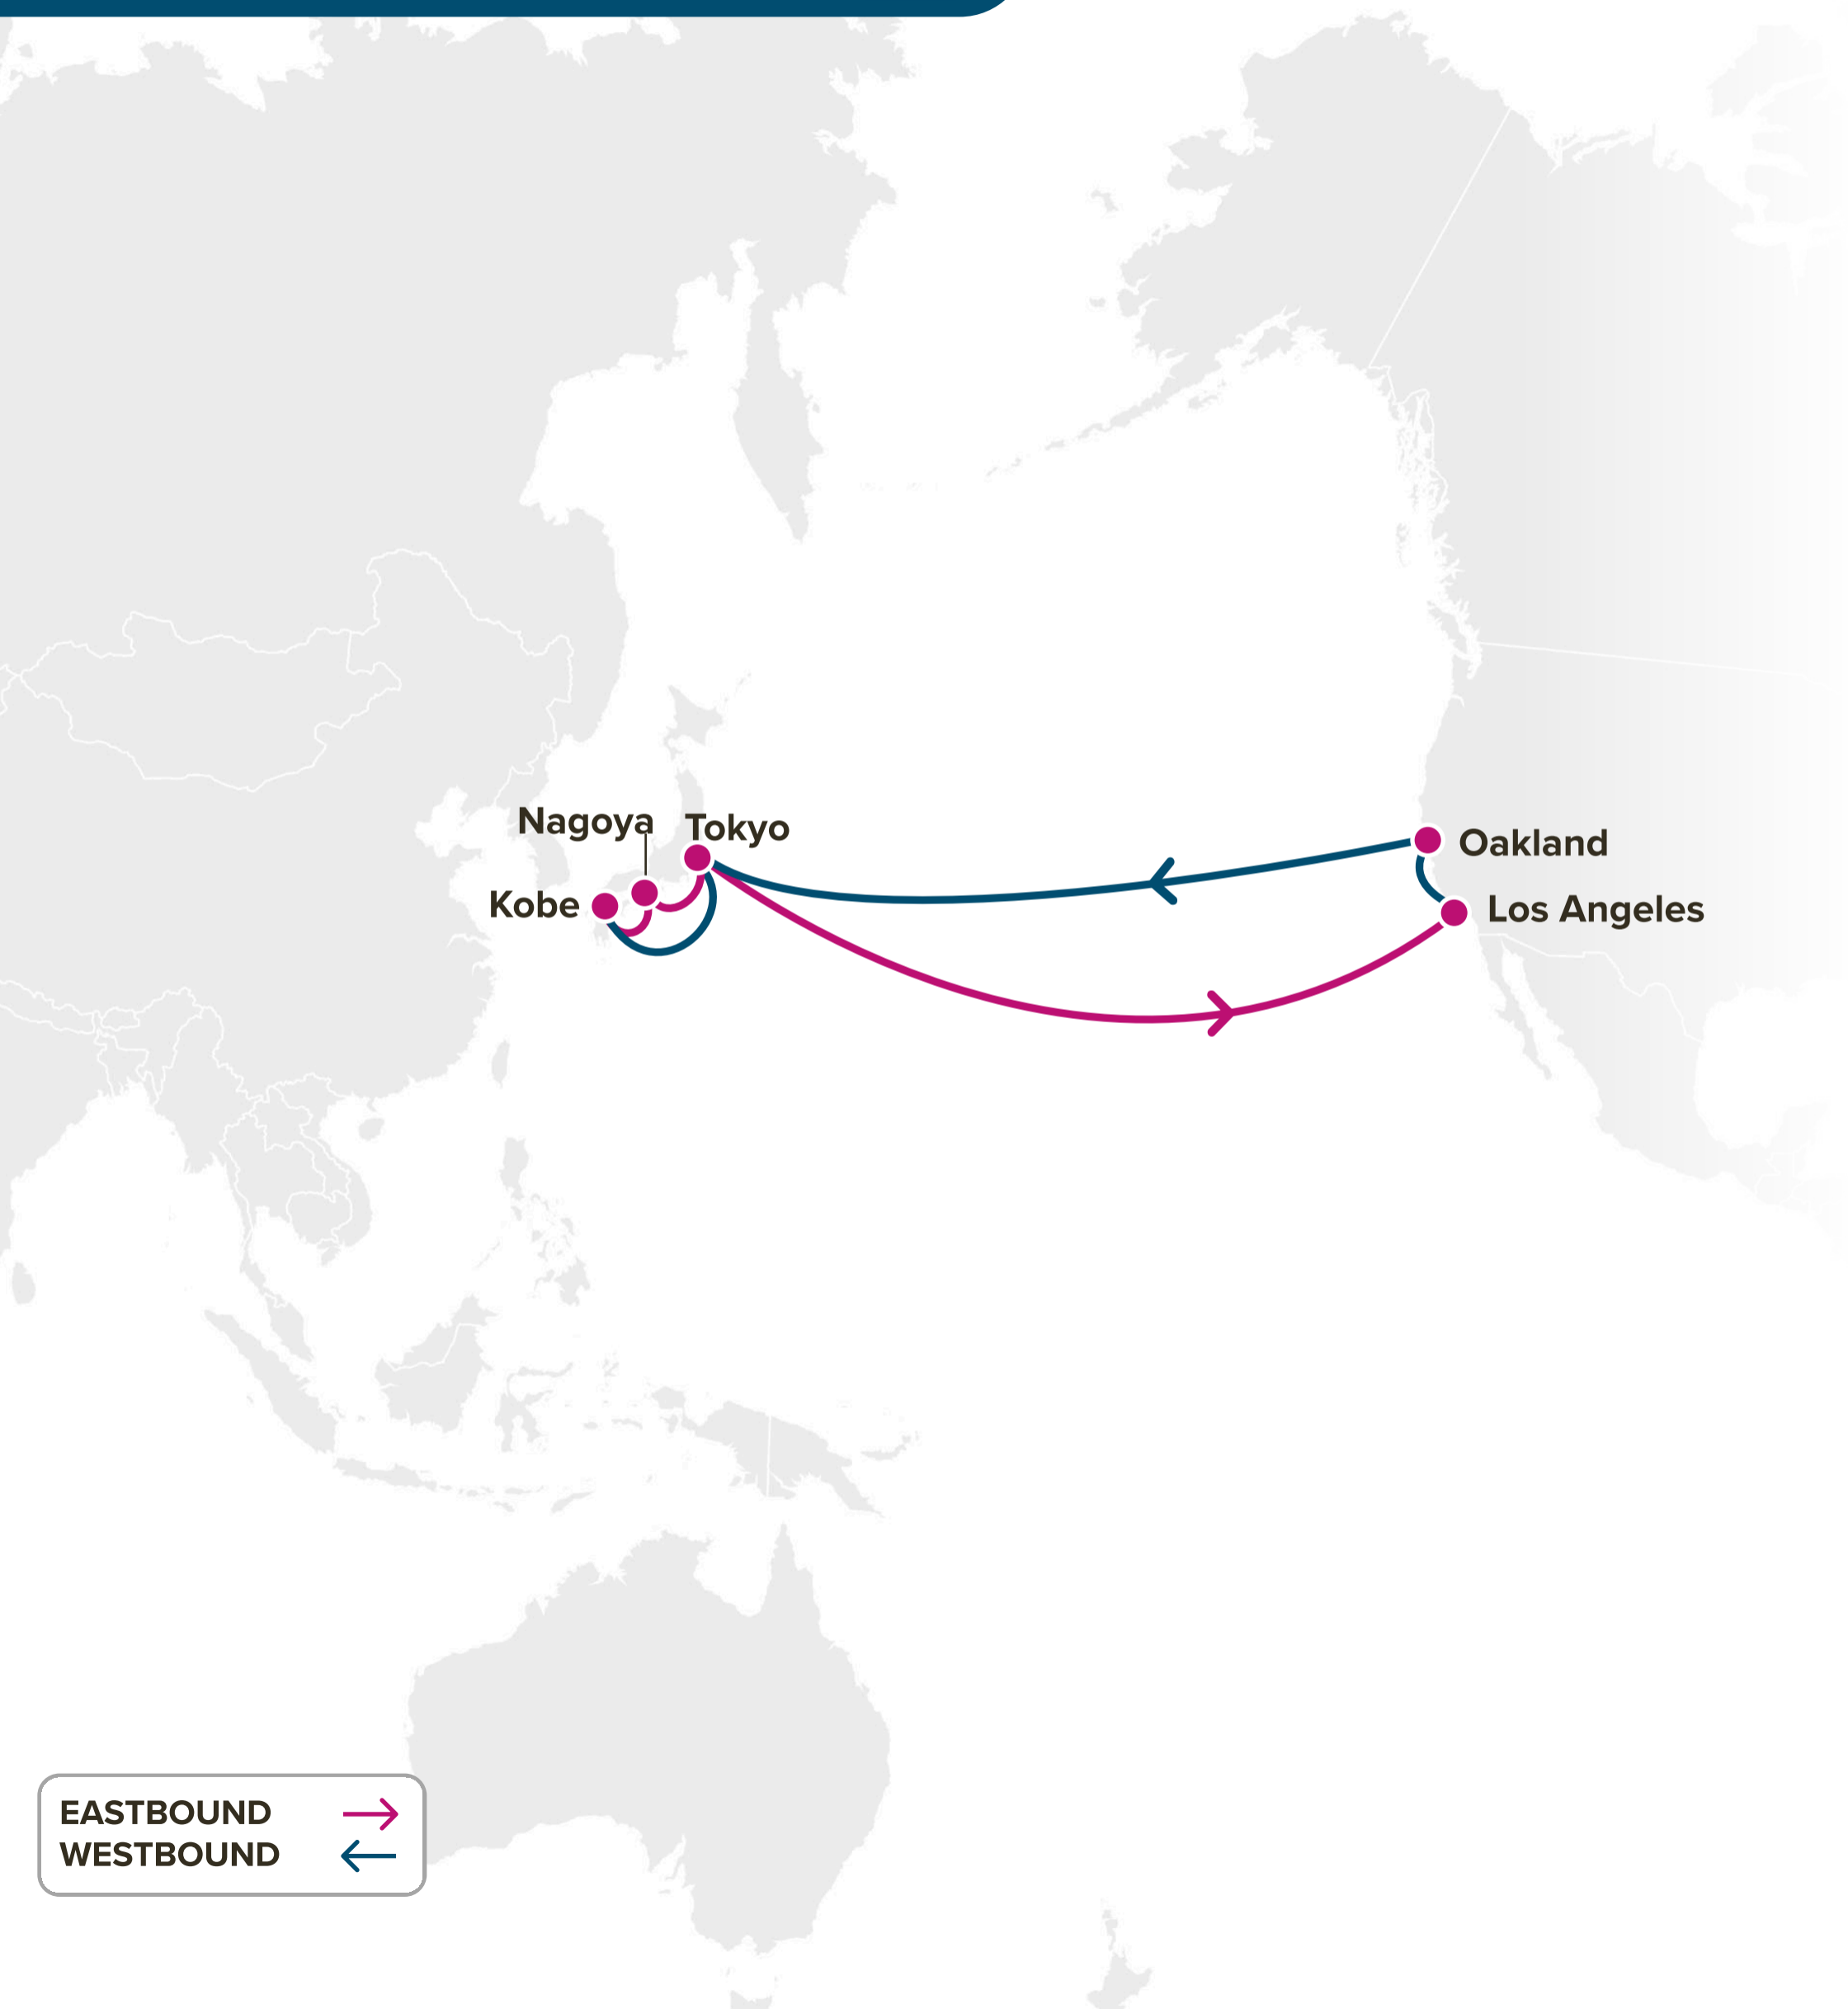 Nagoya
Tokyo
Kobe
Oakland
Los Angeles
EASTBOUND
WESTBOUND